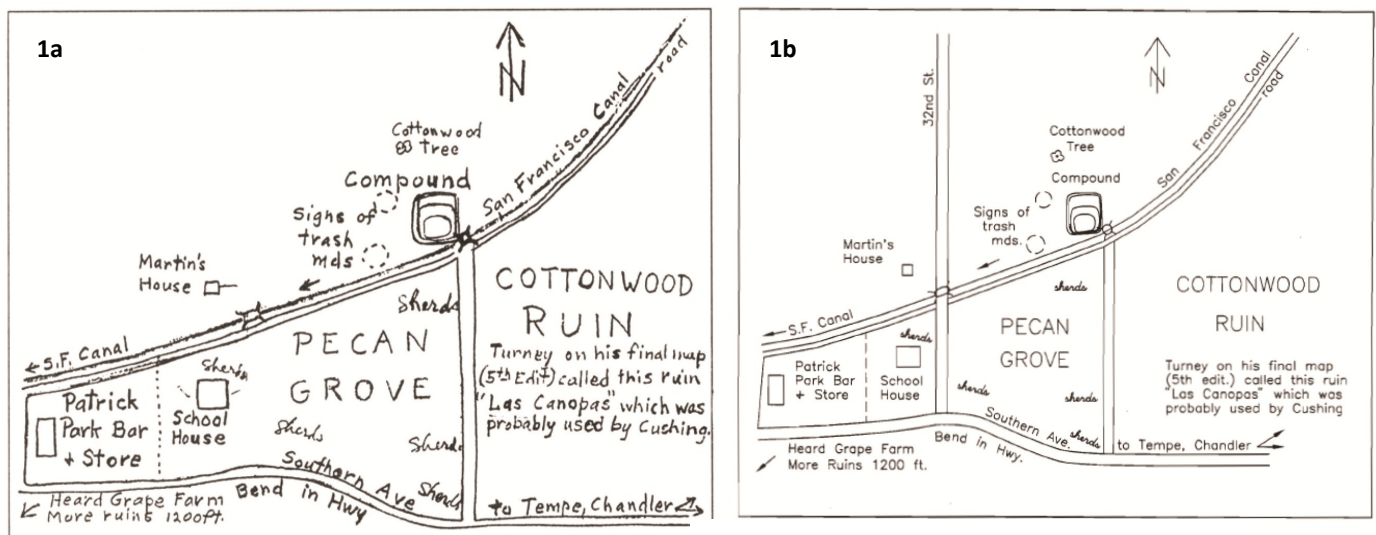 1a
N
San Francisco Canal
road
Cottonwood
Tree
Compound
Signs of
trash
mds
Martin's
House
Sherds
COTTONWOOD
RUIN
Turney on his final map
(5th Edit) called this ruin
"Las Canopas" which was
probably used by Cushing.
PECAN
GROVE
S.F. Canal
Sherds
School
House
Patrick
Park Bar
+ Store
Sherds
Sherds
Sherds
Southern Ave
Bend in Hwy
Heard Grape Farm
More ruins 1200ft.
to Tempe, Chandler
1b
N
32nd St.
San Francisco Canal
road
Cottonwood
Tree
Compound
Signs of
trash
mds.
Martin's
House
sherds
COTTONWOOD
RUIN
Turney on his final map
(5th edit.) called this ruin
"Las Canopas" which was
probably used by Cushing
PECAN
GROVE
S.F. Canal
sherds
School
House
Patrick
Park Bar
+ Store
sherds
sherds
sherds
Southern Ave.
Bend in Hwy.
Heard Grape Farm
More Ruins 1200 ft.
to Tempe, Chandler